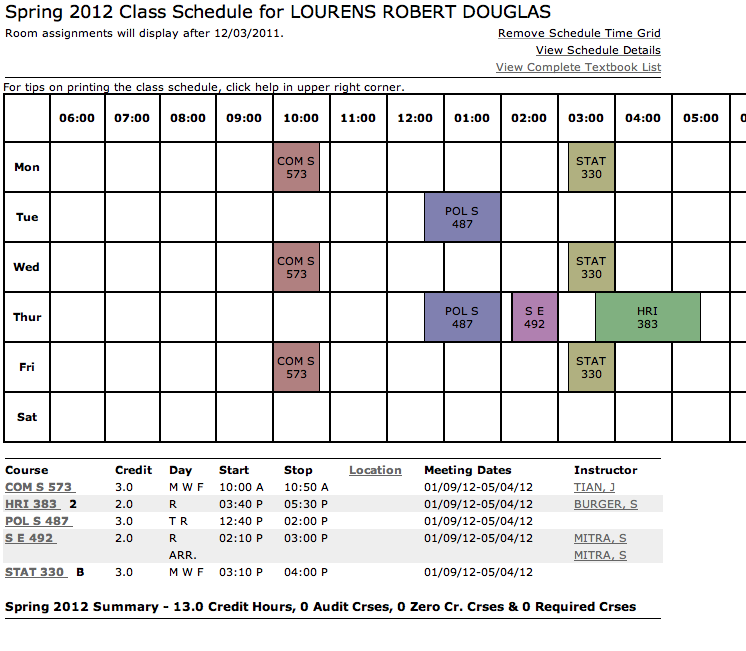 Spring 2012 Class Schedule for LOURENS ROBERT DOUGLAS
Room assignments will display after 12/03/2011.
Remove Schedule Time Grid
View Schedule Details
View Complete Textbook List
For tips on printing the class schedule, click help in upper right corner.
06:00 07:00 08:00 09:00 10:00 11:00 12:00 01:00 02:00 03:00 04:00 05:00 0
Mon COM S 573 STAT 330
Tue POL S 487
Wed COM S 573 STAT 330
Thur POL S 487 S E 492 HRI 383
Fri COM S 573 STAT 330
Sat
Course Credit Day Start Stop Location Meeting Dates Instructor
COM S 573 3.0 M W F 10:00 A 10:50 A 01/09/12-05/04/12 TIAN, J
HRI 383 2 2.0 R 03:40 P 05:30 P 01/09/12-05/04/12 BURGER, S
POL S 487 3.0 T R 12:40 P 02:00 P 01/09/12-05/04/12
S E 492 2.0 R 02:10 P 03:00 P 01/09/12-05/04/12 MITRA, S
ARR. MITRA, S
STAT 330 B 3.0 M W F 03:10 P 04:00 P 01/09/12-05/04/12
Spring 2012 Summary - 13.0 Credit Hours, 0 Audit Crses, 0 Zero Cr. Crses & 0 Required Crses